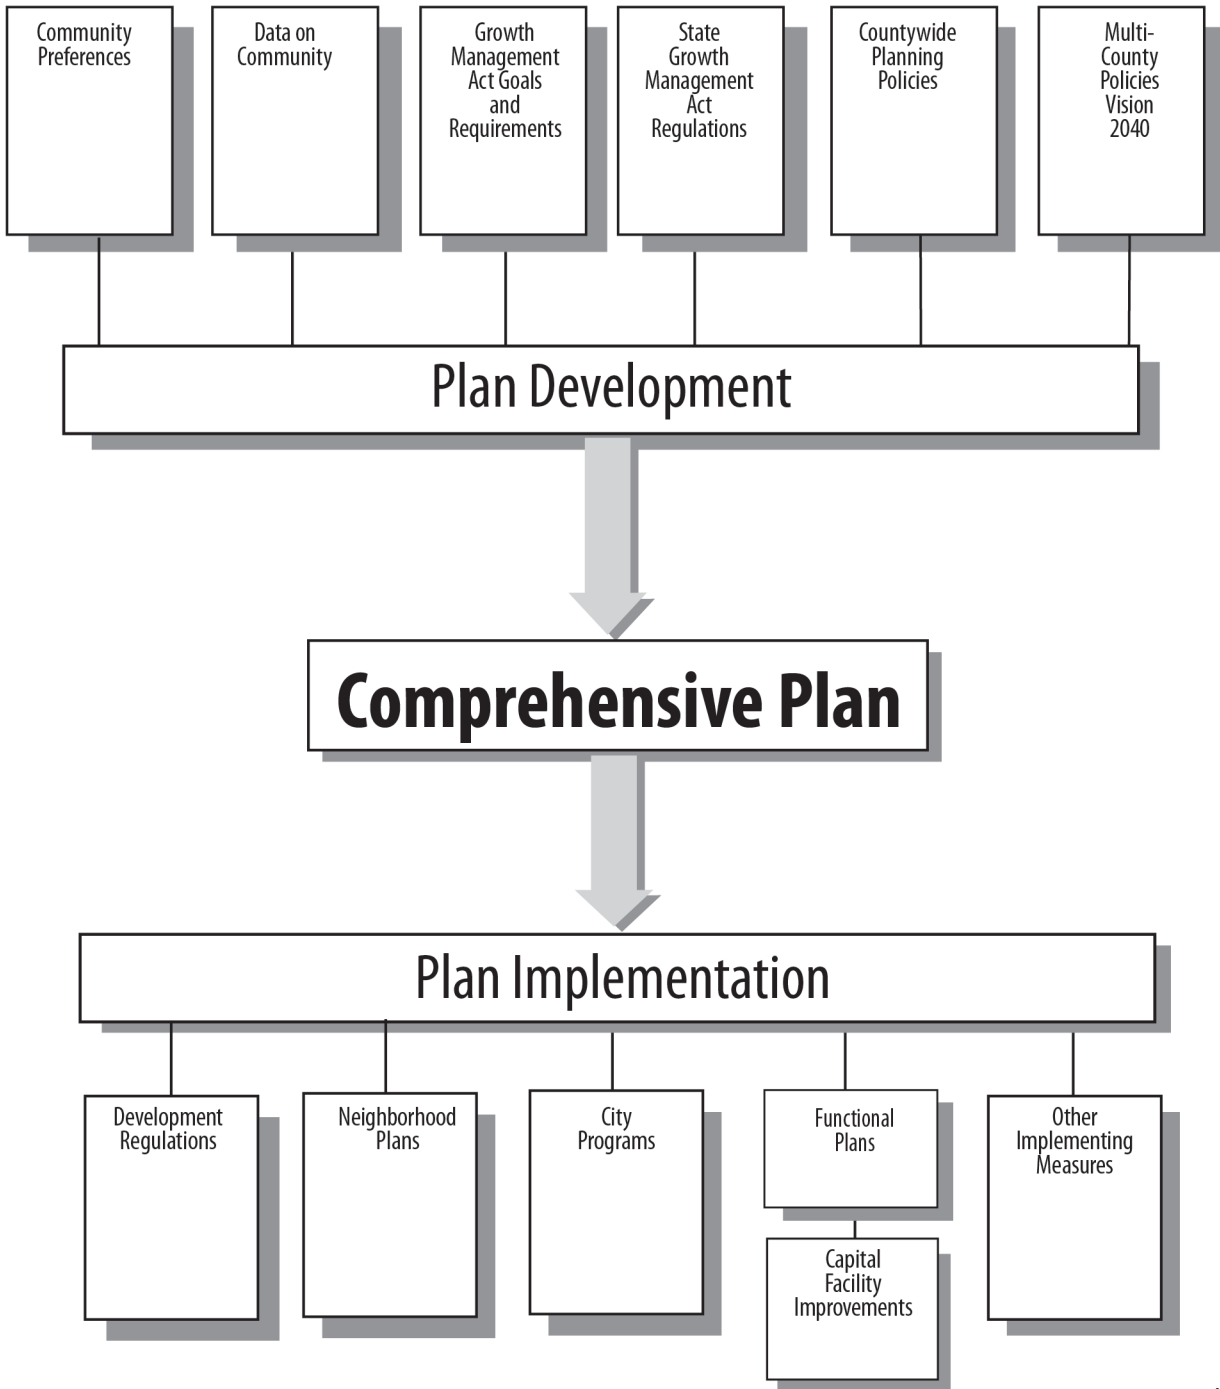 Community
Preferences
Data on
Community
Growth
Management
Act Goals
and
Requirements
State
Growth
Management
Act
Regulations
Countywide
Planning
Policies
Multi-
County
Policies
Vision
2040
Plan Development
Comprehensive Plan
Plan Implementation
Development
Regulations
Neighborhood
Plans
City
Programs
Functional
Plans
Capital
Facility
Improvements
Other
Implementing
Measures